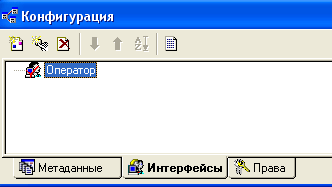 Конфигурация
Оператор
Метаданные
Интерфейсы
Права